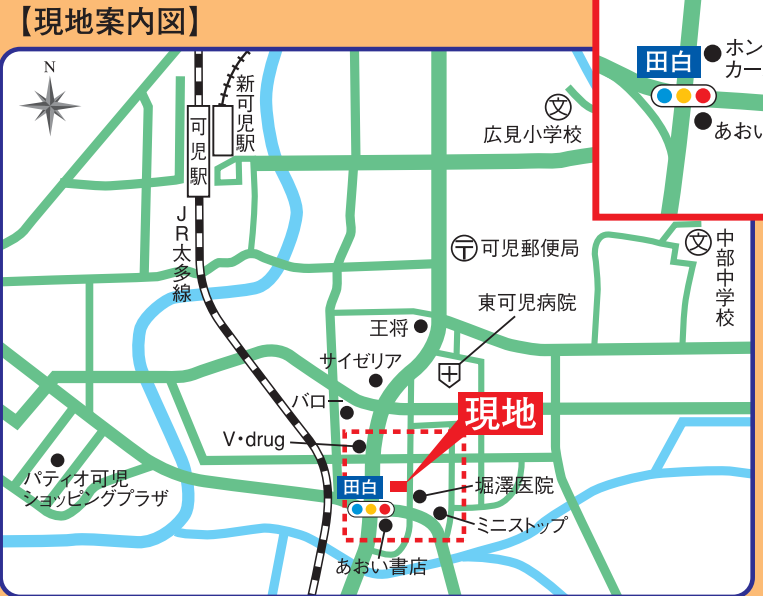 【現地案内図】
N
新可児駅
可児駅
JR太多線
文
広見小学校
田白
ホン
カー
あおい
〒可児郵便局
文
中部中学校
東可児病院
王将
サイゼリア
バロー
V・drug
現地
パティオ可児
ショッピングプラザ
田白
堀澤医院
ミニストップ
あおい書店